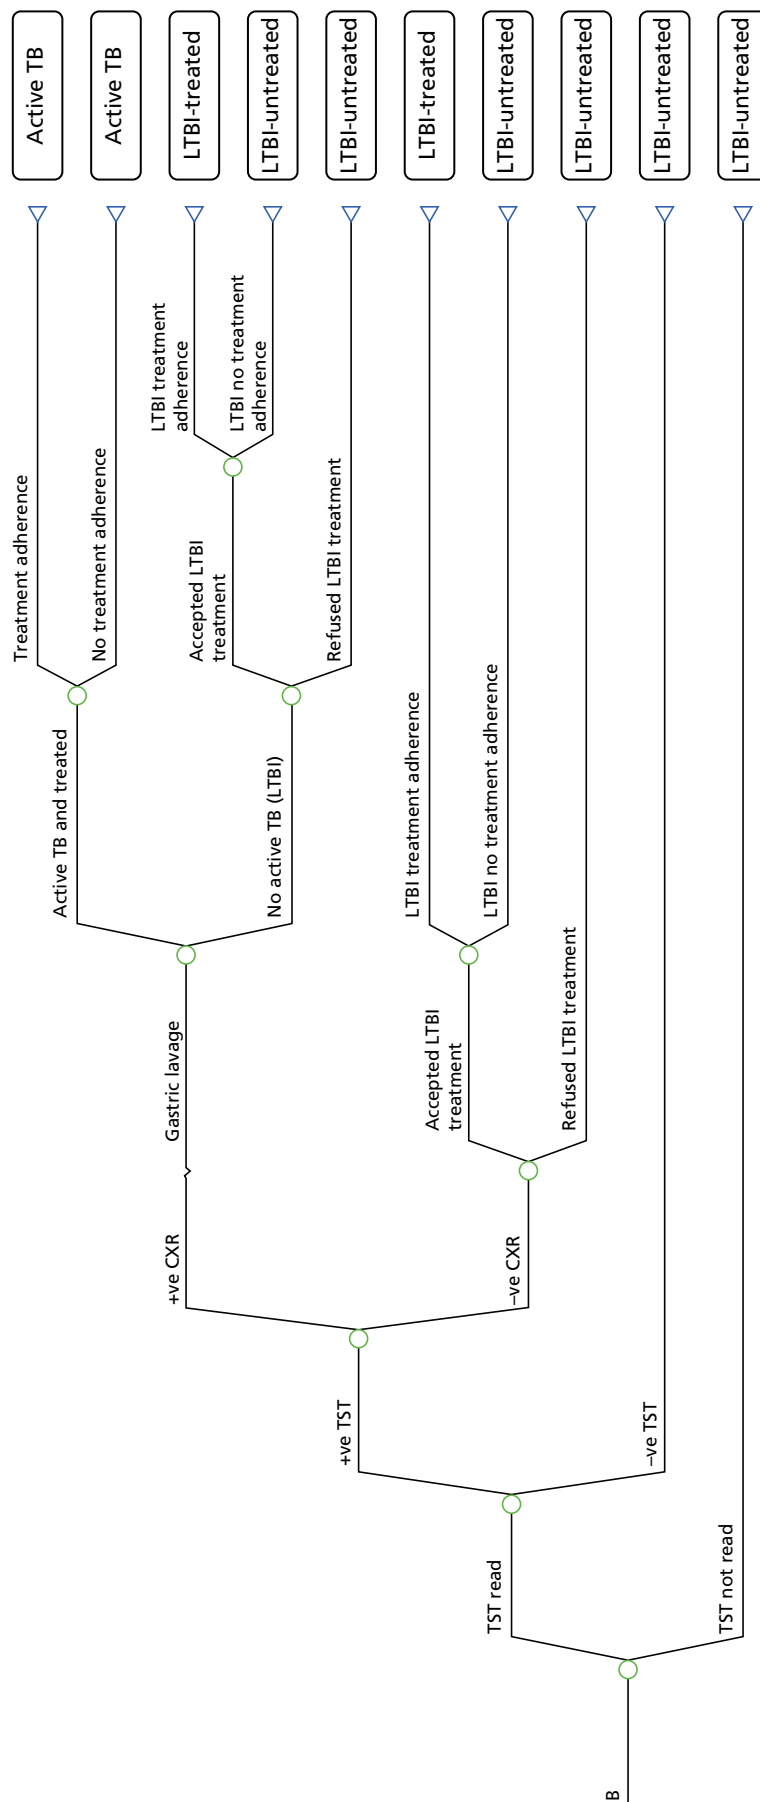 Active TB
Active TB
LTBI-treated
LTBI-untreated
LTBI-untreated
LTBI-treated
LTBI-untreated
LTBI-untreated
LTBI-untreated
LTBI-untreated
Treatment adherence
No treatment adherence
LTBI treatment
adherence
LTBI no treatment
adherence
Accepted LTBI
treatment
Refused LTBI treatment
Active TB and treated
No active TB (LTBI)
LTBI treatment adherence
LTBI no treatment adherence
Gastric lavage
Accepted LTBI
treatment
Refused LTBI treatment
+ve CXR
–ve CXR
+ve TST
–ve TST
TST read
TST not read
B